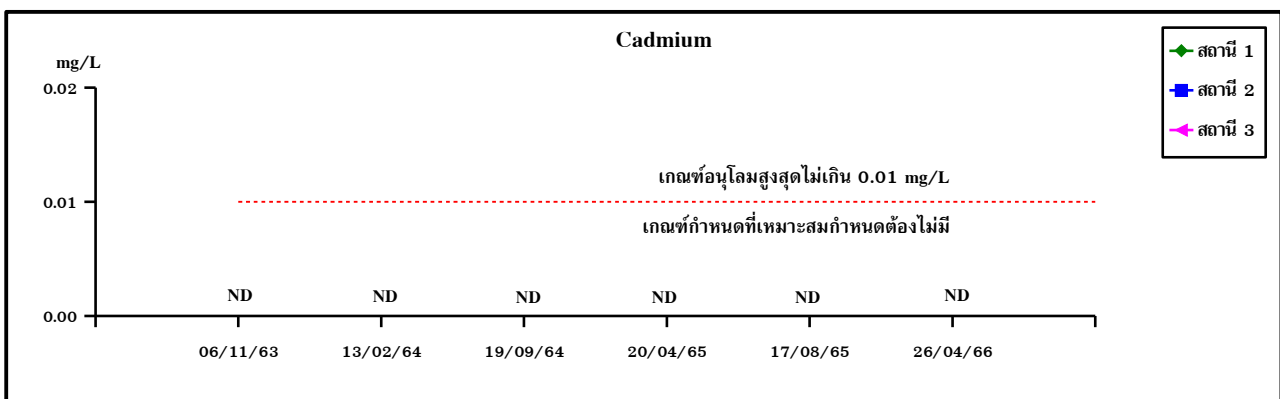 Cadmium
mg/L
สถานี 1
สถานี 2
สถานี 3
0.02
เกณฑ์อนุโลมสูงสุดไม่เกิน 0.01 mg/L
0.01
เกณฑ์กำหนดที่เหมาะสมกำหนดต้องไม่มี
ND ND ND ND ND ND
0.00
06/11/63 13/02/64 19/09/64 20/04/65 17/08/65 26/04/66